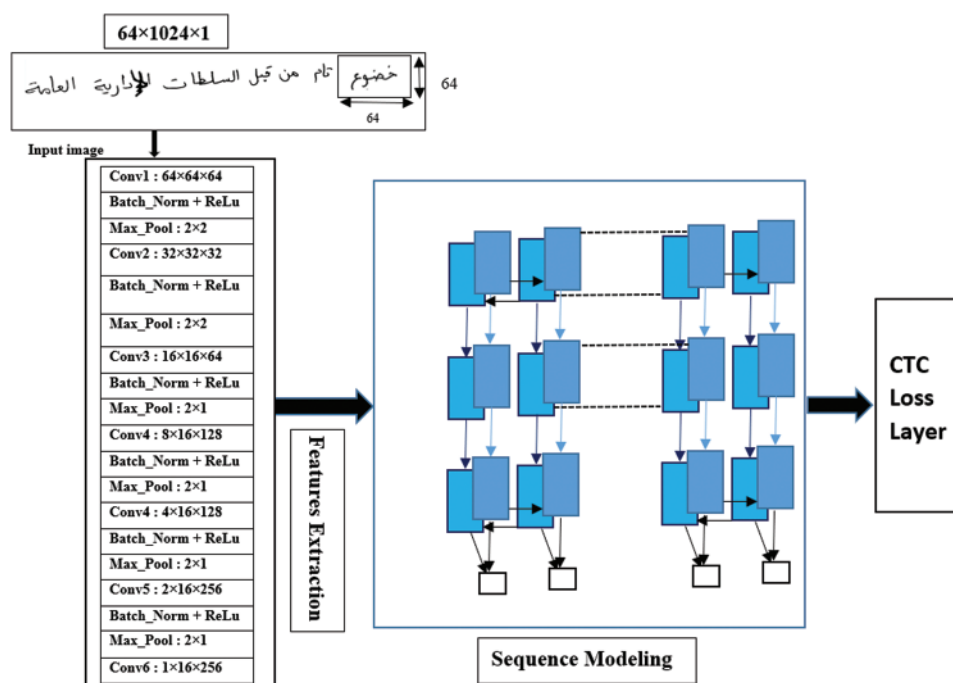 64×1024×1
خضوع تام من قبل السلطات الإدارية العامة
64
64
Input image
Conv1 : 64×64×64
Batch_Norm + ReLu
Max_Pool : 2×2
Conv2 : 32×32×32
Batch_Norm + ReLu
Max_Pool : 2×2
Conv3 : 16×16×64
Batch_Norm + ReLu
Max_Pool : 2×1
Conv4 : 8×16×128
Batch_Norm + ReLu
Max_Pool : 2×1
Conv4 : 4×16×128
Batch_Norm + ReLu
Max_Pool : 2×1
Conv5 : 2×16×256
Batch_Norm + ReLu
Max_Pool : 2×1
Conv6 : 1×16×256
Features Extraction
Sequence Modeling
CTC
Loss
Layer